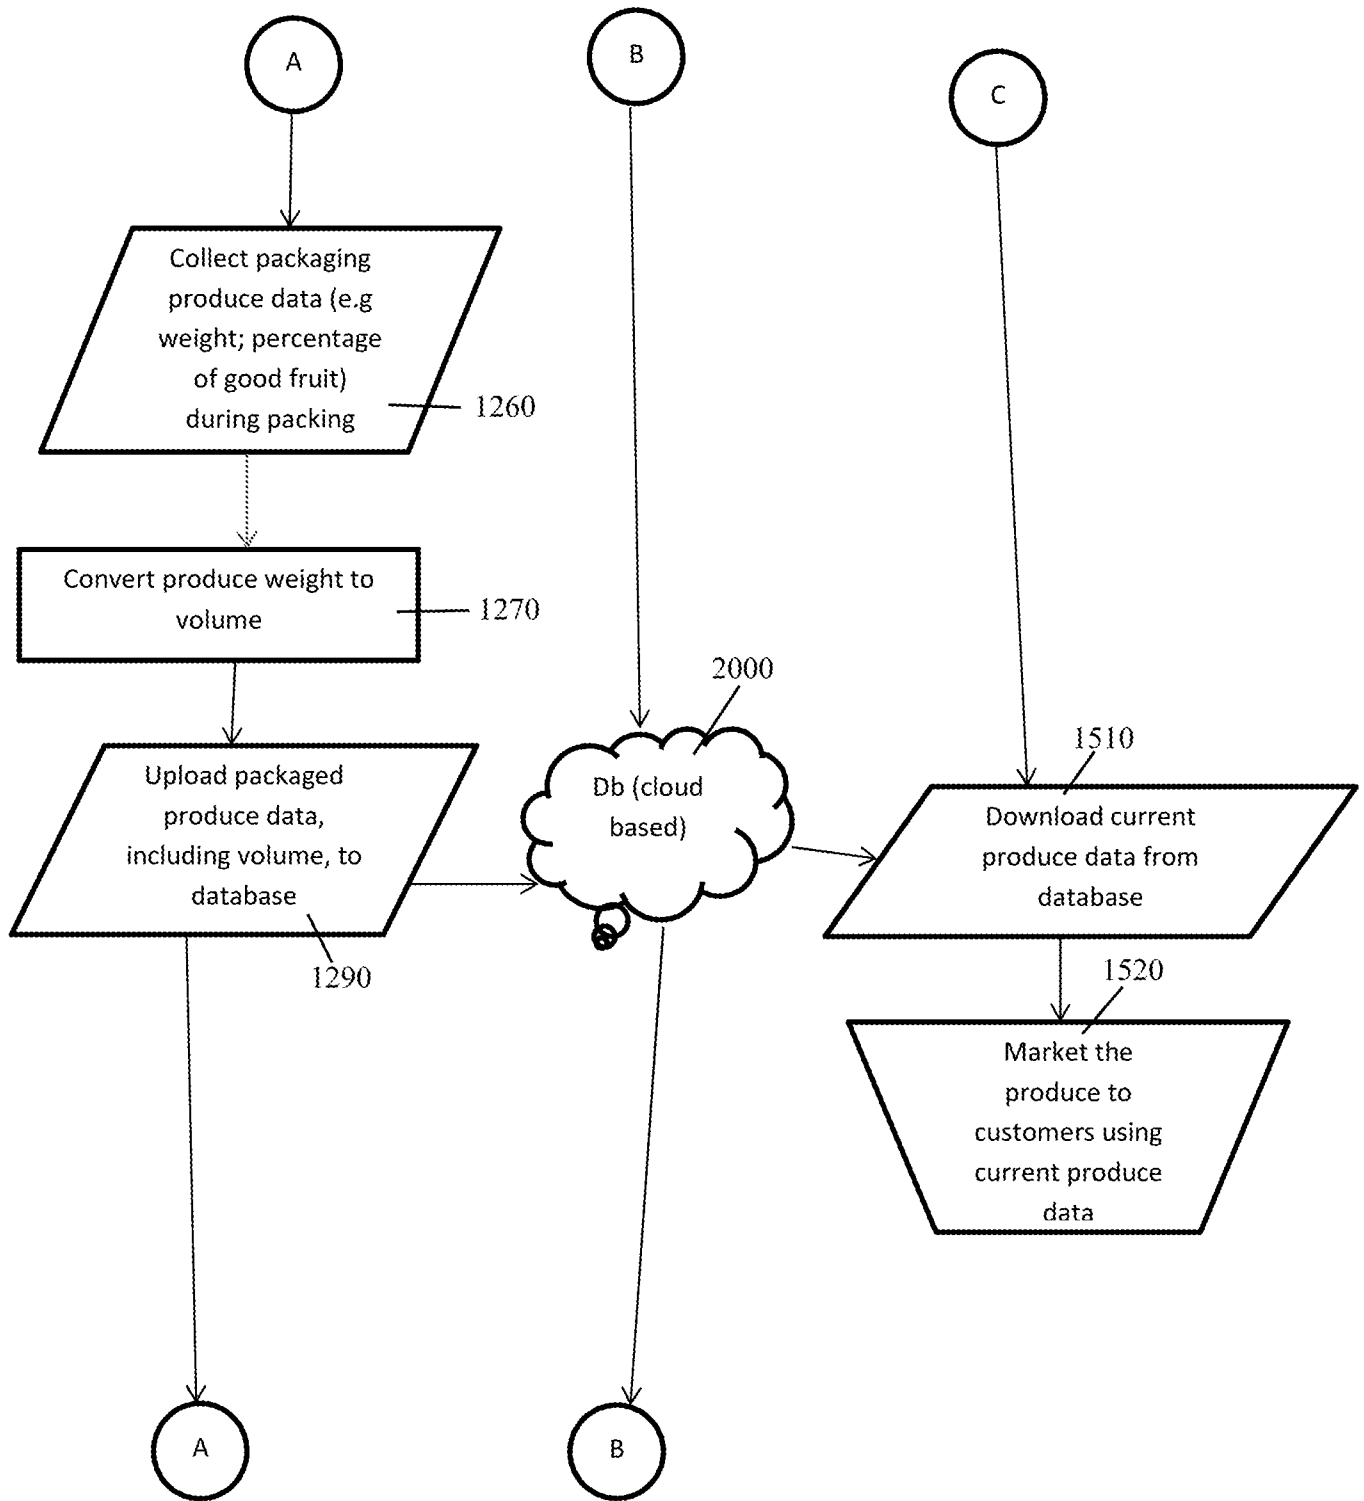 A
B
C
Collect packaging
produce data (e.g
weight; percentage
of good fruit)
during packing
1260
Convert produce weight to
volume
1270
2000
Upload packaged
produce data,
including volume, to
database
1290
Db (cloud
based)
1510
Download current
produce data from
database
1520
Market the
produce to
customers using
current produce
data
A
B